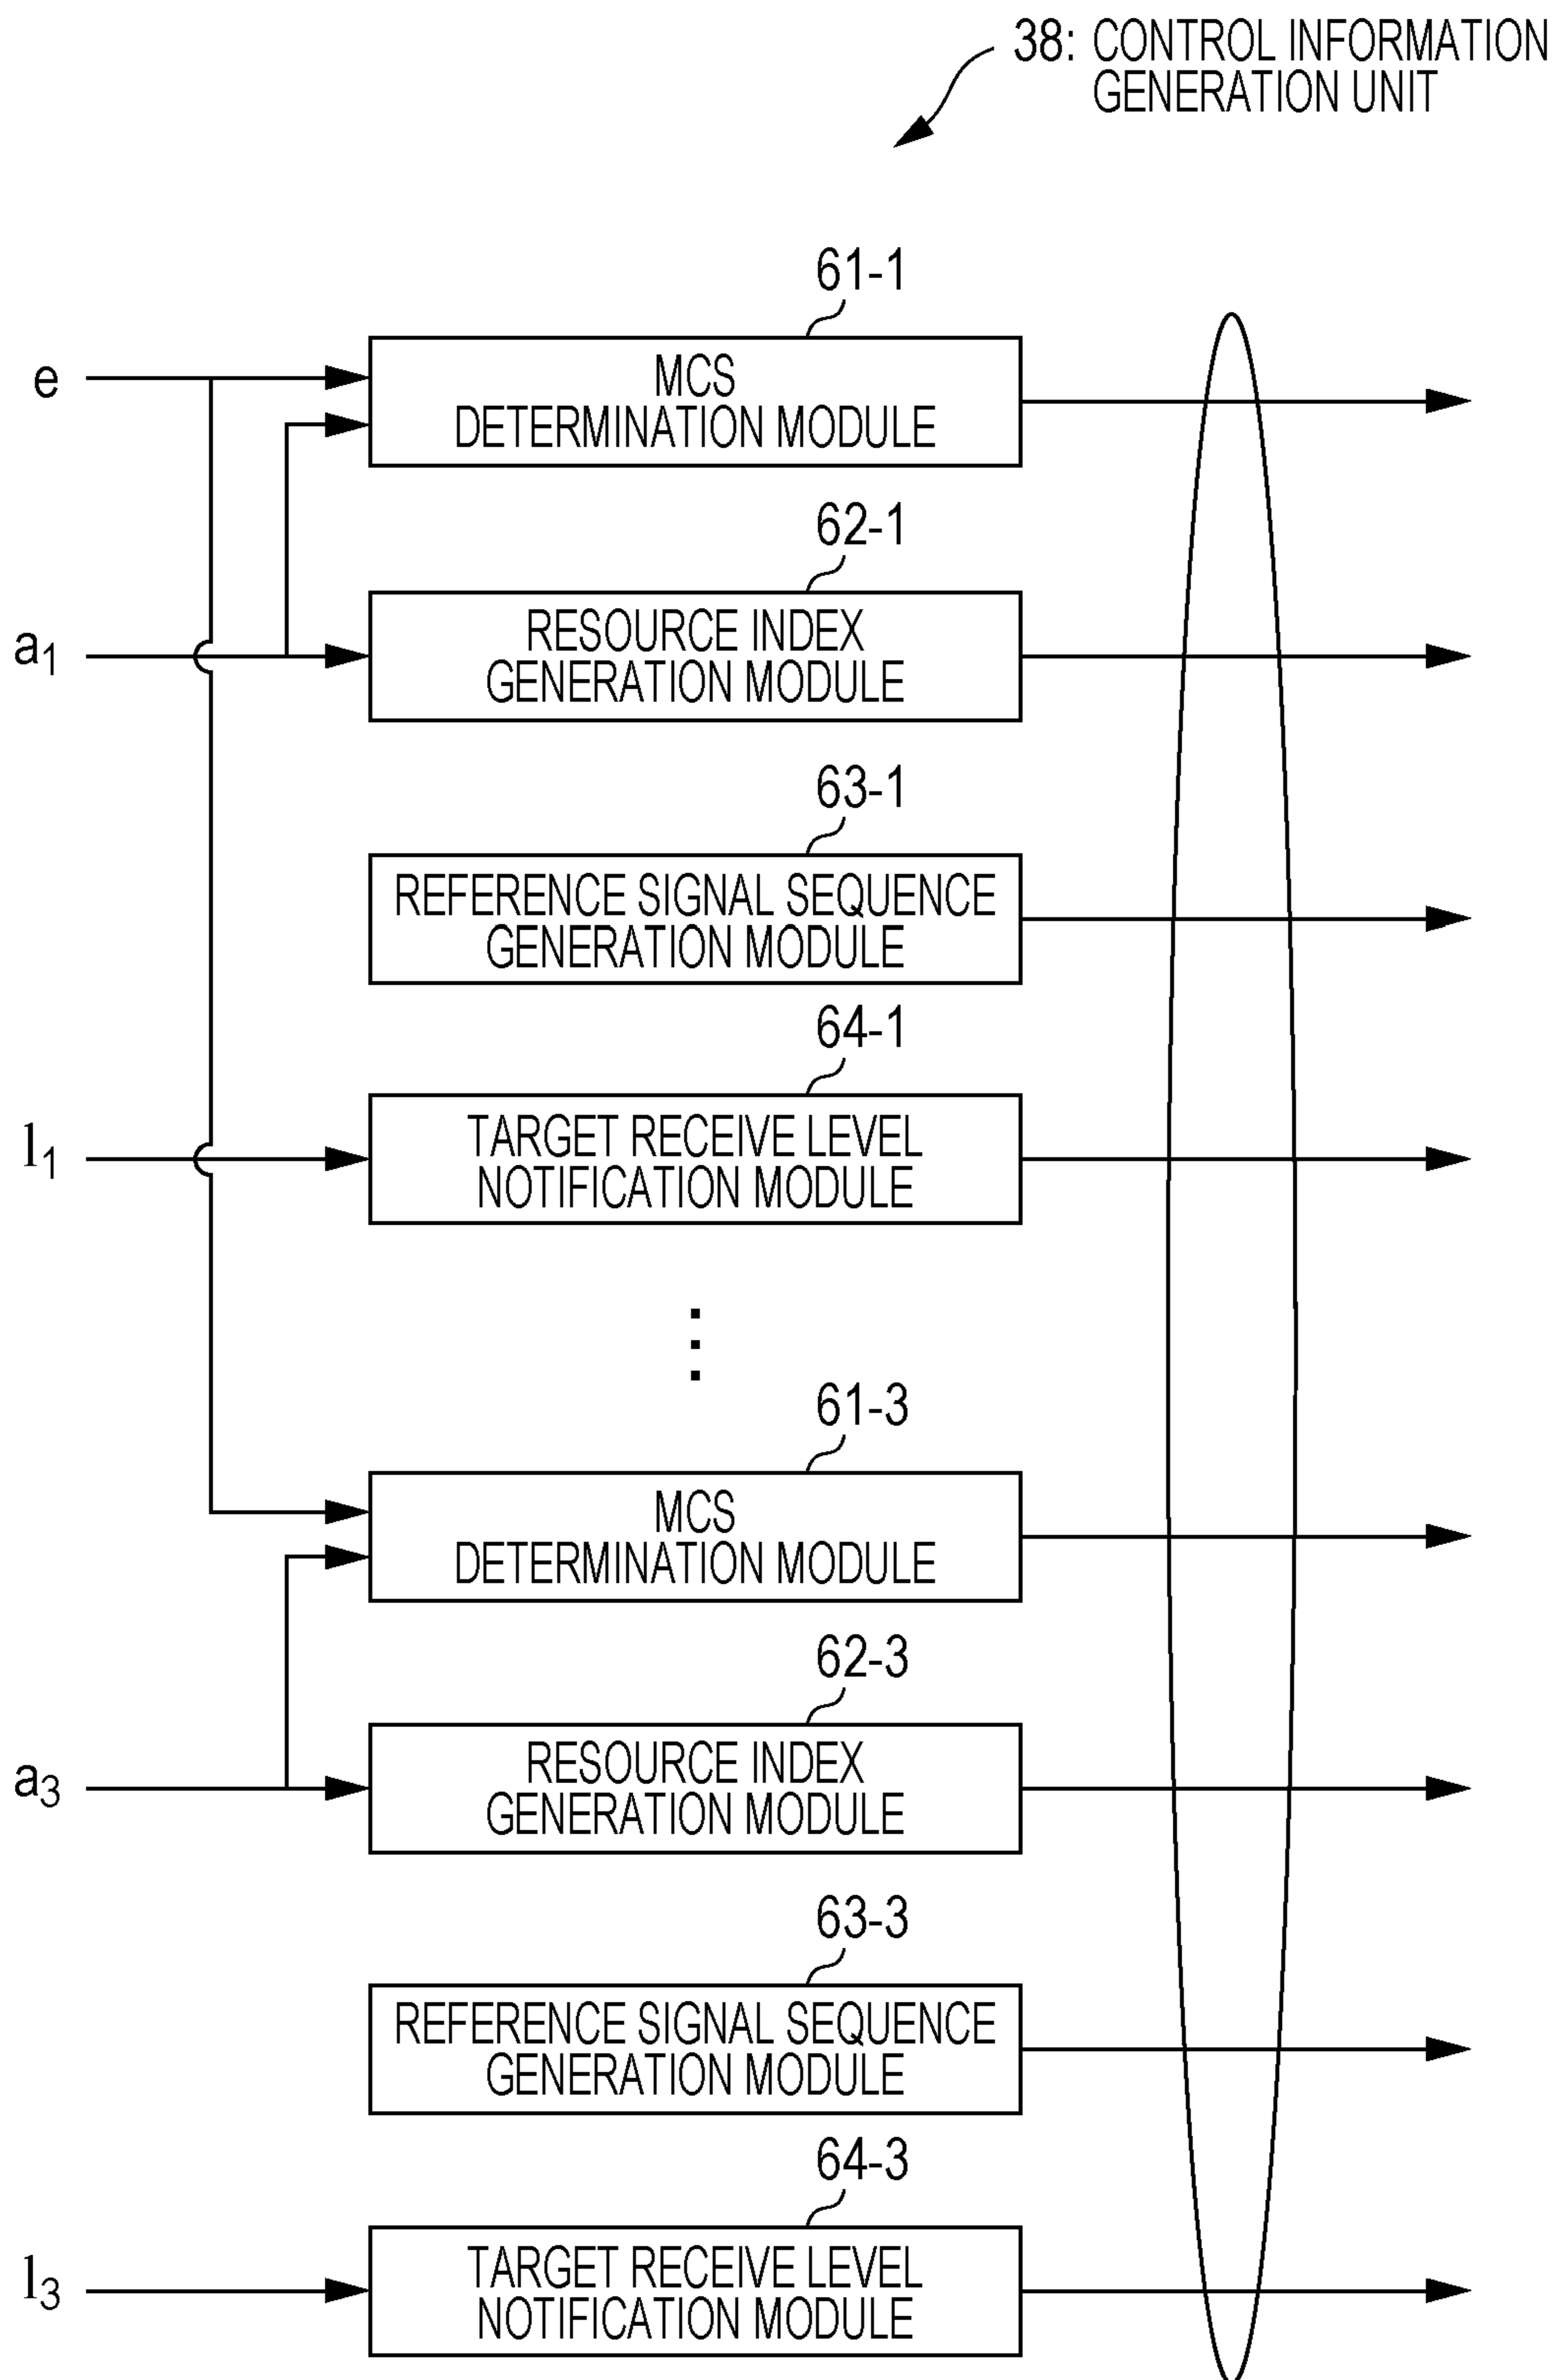 38: CONTROL INFORMATION
GENERATION UNIT
61-1
e
MCS
DETERMINATION MODULE
62-1
a1
RESOURCE INDEX
GENERATION MODULE
63-1
REFERENCE SIGNAL SEQUENCE
GENERATION MODULE
64-1
l1
TARGET RECEIVE LEVEL
NOTIFICATION MODULE
61-3
MCS
DETERMINATION MODULE
62-3
a3
RESOURCE INDEX
GENERATION MODULE
63-3
REFERENCE SIGNAL SEQUENCE
GENERATION MODULE
64-3
l3
TARGET RECEIVE LEVEL
NOTIFICATION MODULE